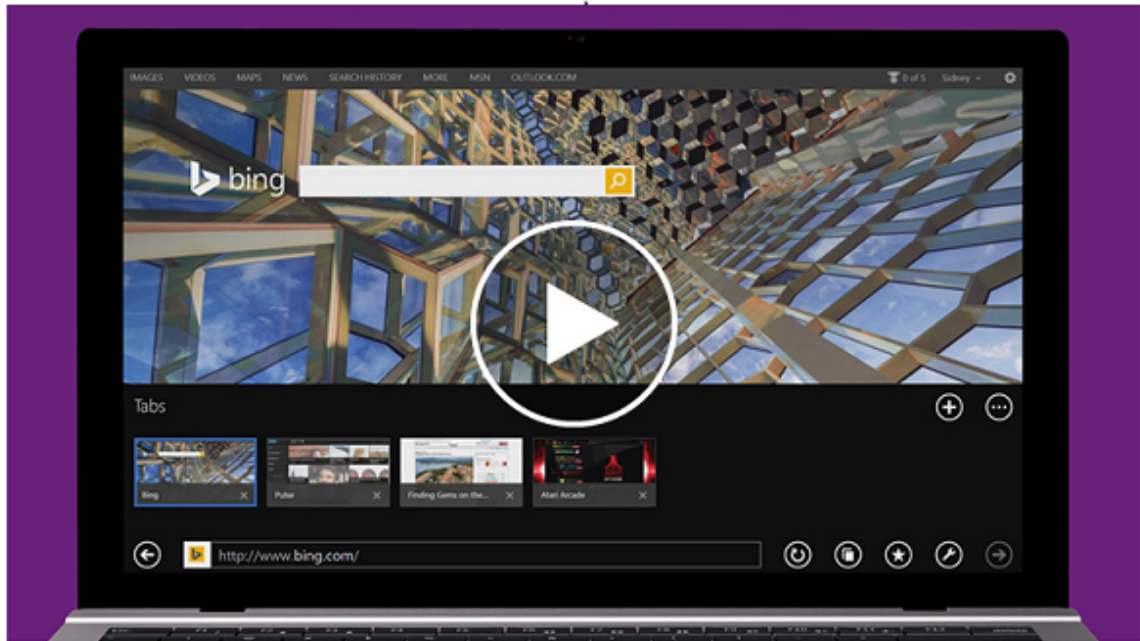 IMAGES VIDEOS MAPS NEWS SEARCH HISTORY MORE MSN OUTLOOK.COM 0 of 5 Sidney
bing
Tabs
Bing Pulse Finding Gems on the... Atari Arcade
http://www.bing.com/